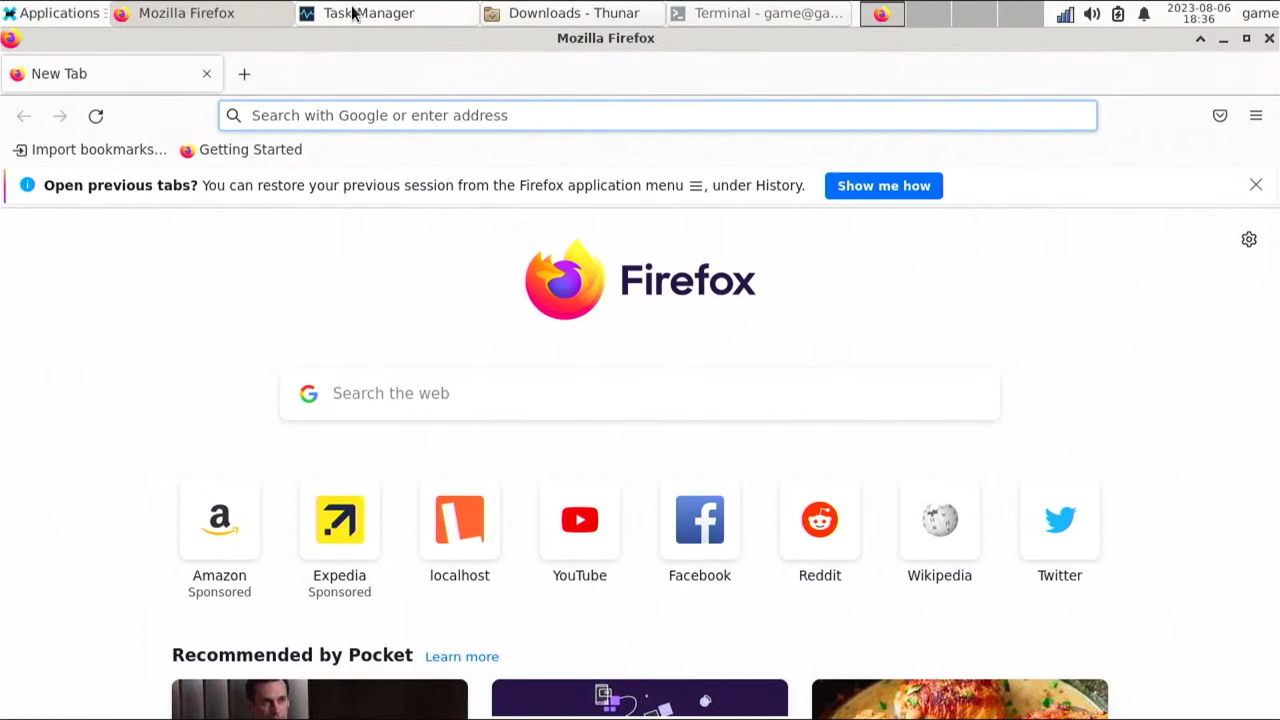 Applications
Mozilla Firefox
Task Manager
Downloads - Thunar
Terminal - game@ga...
2023-08-06
18:36
game
Mozilla Firefox
New Tab
Search with Google or enter address
Import bookmarks...
Getting Started
Open previous tabs? You can restore your previous session from the Firefox application menu ☰, under History.
Show me how
Firefox
Search the web
Amazon
Sponsored
Expedia
Sponsored
localhost
YouTube
Facebook
Reddit
Wikipedia
Twitter
Recommended by Pocket
Learn more